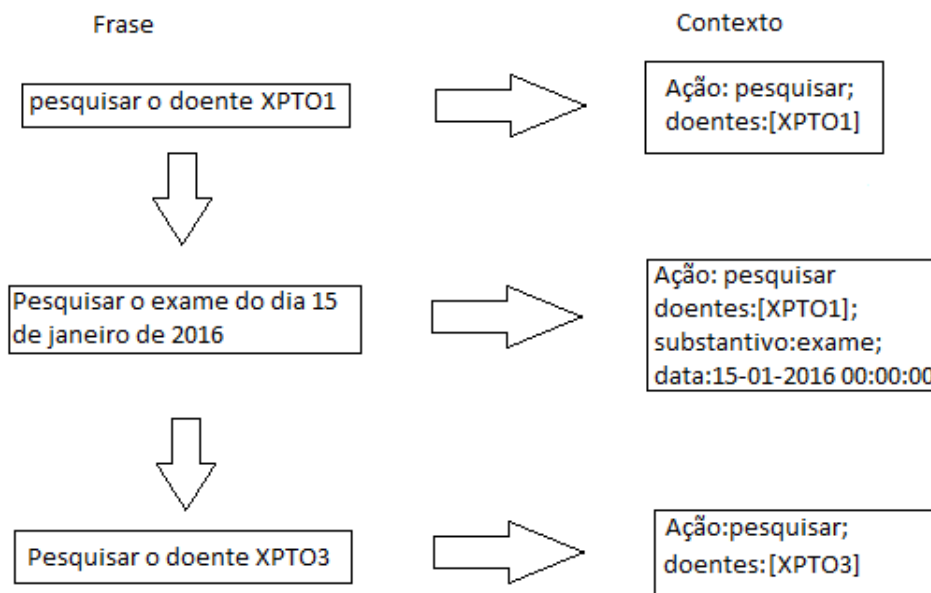 Frase
Contexto
pesquisar o doente XPTO1
Ação: pesquisar;
doentes:[XPTO1]
Pesquisar o exame do dia 15
de janeiro de 2016
Ação: pesquisar
doentes:[XPTO1];
substantivo:exame;
data:15-01-2016 00:00:00
Pesquisar o doente XPTO3
Ação:pesquisar;
doentes:[XPTO3]